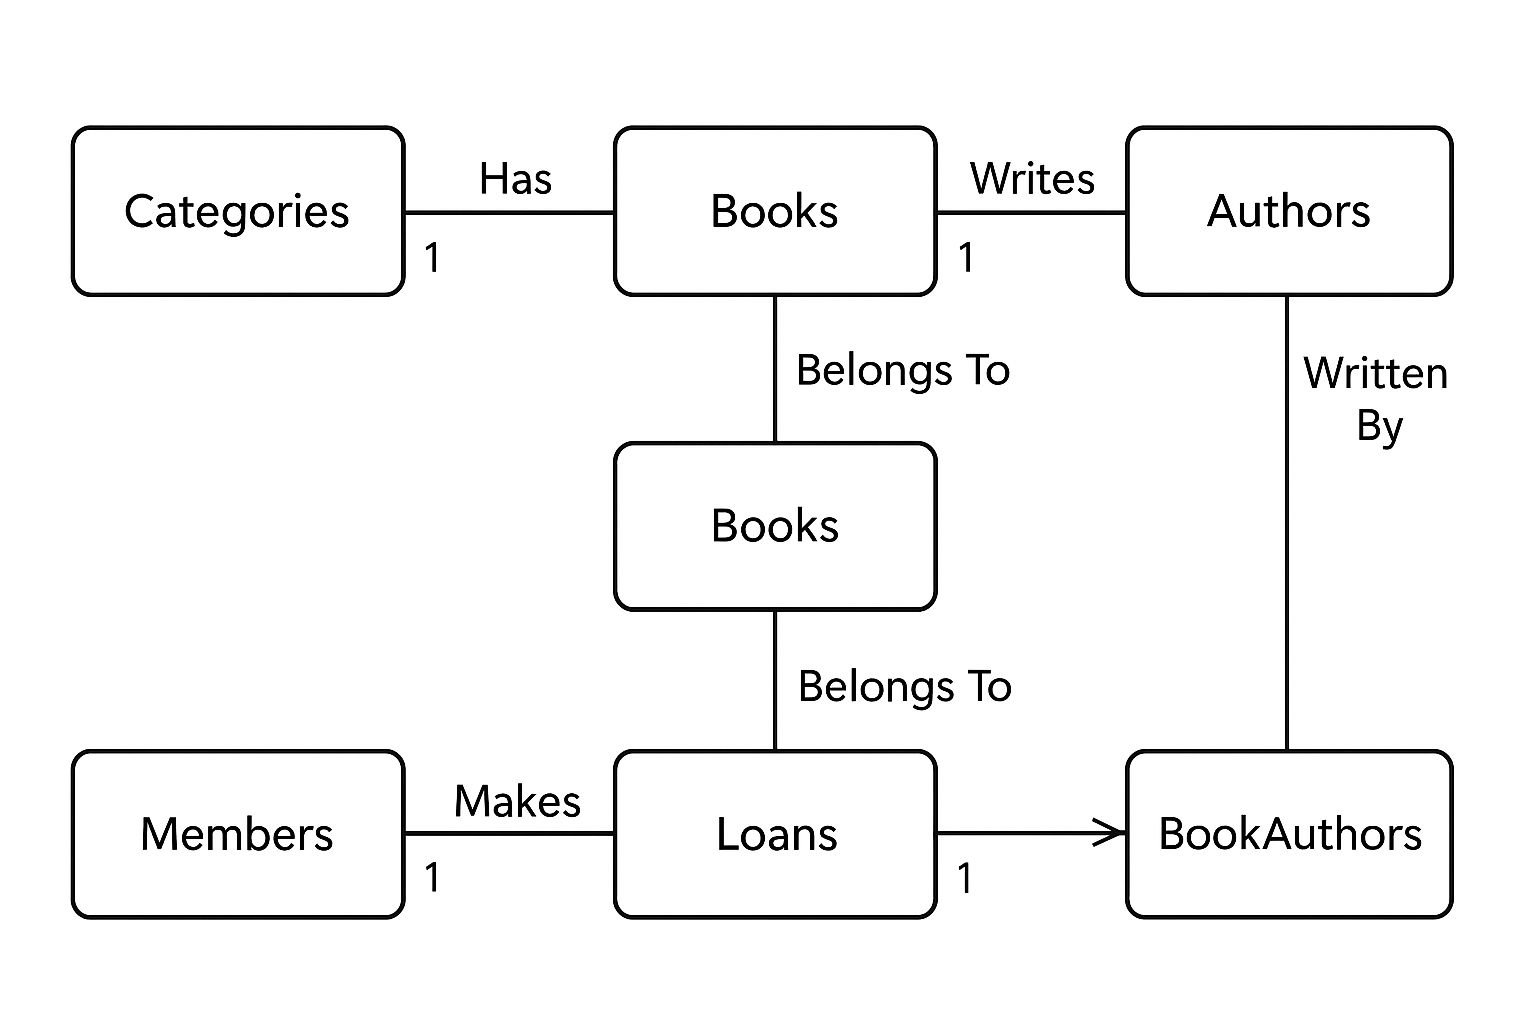 Has
Writes
Categories
Books
Authors
1
1
Belongs To
Written
By
Books
Belongs To
Makes
Members
Loans
BookAuthors
1
1